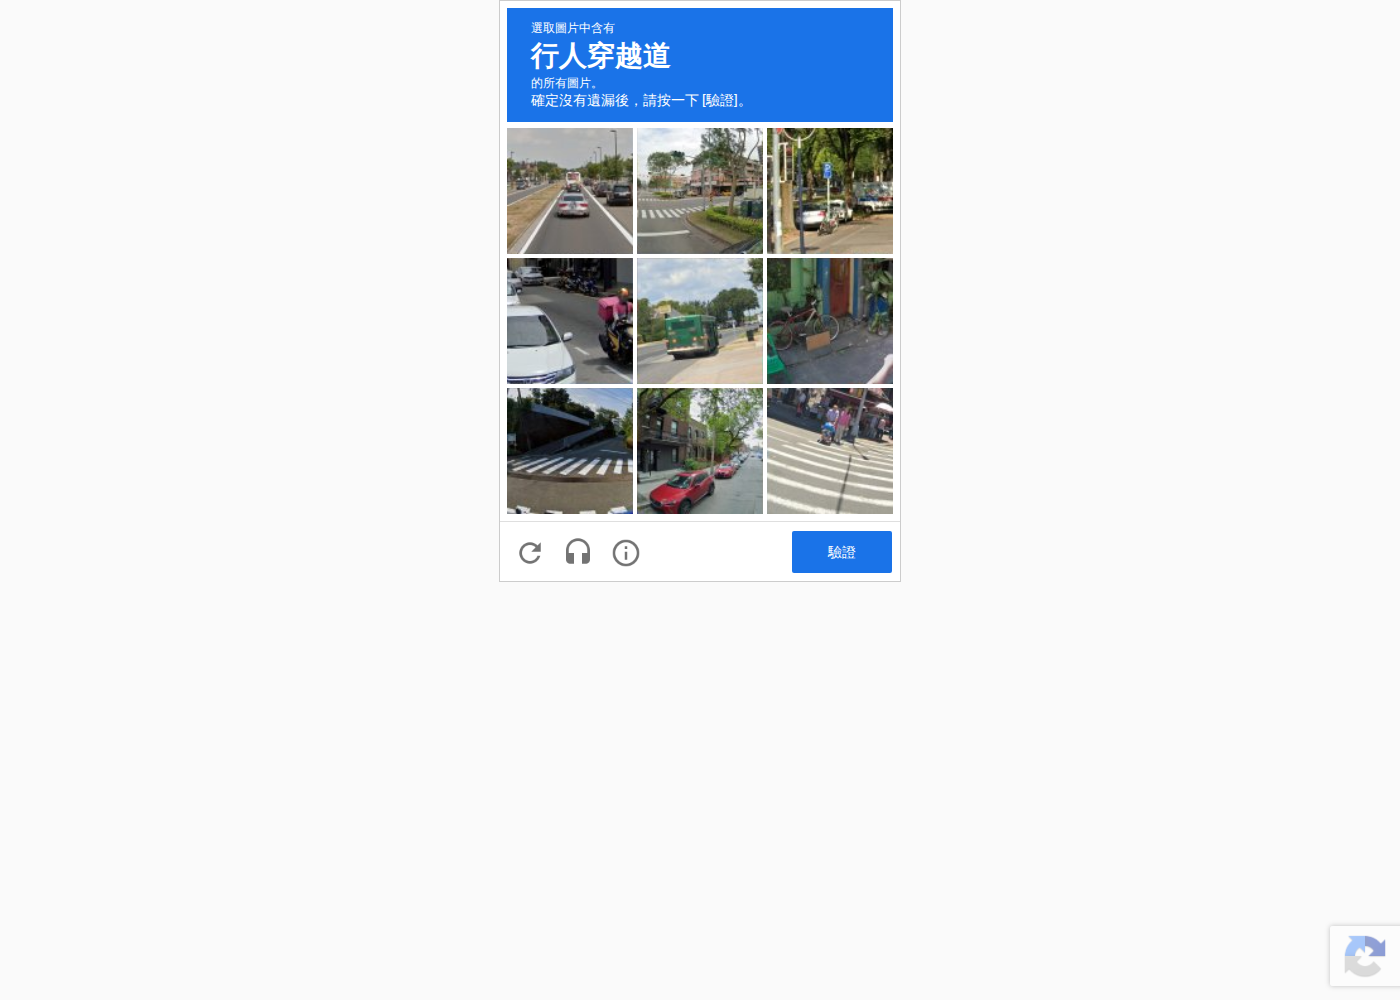 選取圖片中含有
行人穿越道
的所有圖片。
確定沒有遺漏後，請按一下 [驗證]。
驗證